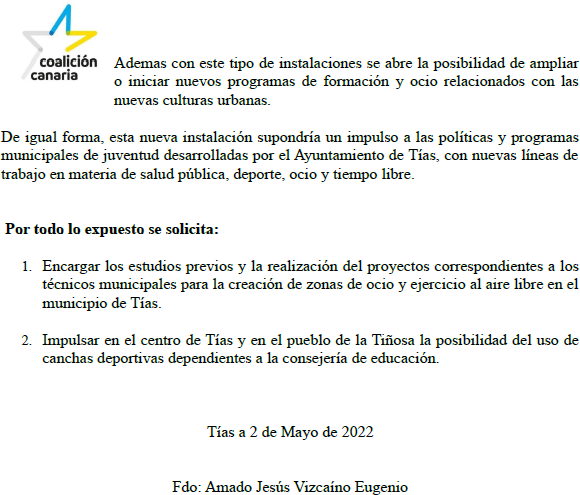 coalición
canaria
Ademas con este tipo de instalaciones se abre la posibilidad de ampliar
o iniciar nuevos programas de formación y ocio relacionados con las
nuevas culturas urbanas.
De igual forma, esta nueva instalación supondría un impulso a las políticas y programas
municipales de juventud desarrolladas por el Ayuntamiento de Tías, con nuevas líneas de
trabajo en materia de salud pública, deporte, ocio y tiempo libre.
Por todo lo expuesto se solicita:
1. Encargar los estudios previos y la realización del proyectos correspondientes a los
técnicos municipales para la creación de zonas de ocio y ejercicio al aire libre en el
municipio de Tías.
2. Impulsar en el centro de Tías y en el pueblo de la Tiñosa la posibilidad del uso de
canchas deportivas dependientes a la consejería de educación.
Tías a 2 de Mayo de 2022
Fdo: Amado Jesús Vizcaíno Eugenio